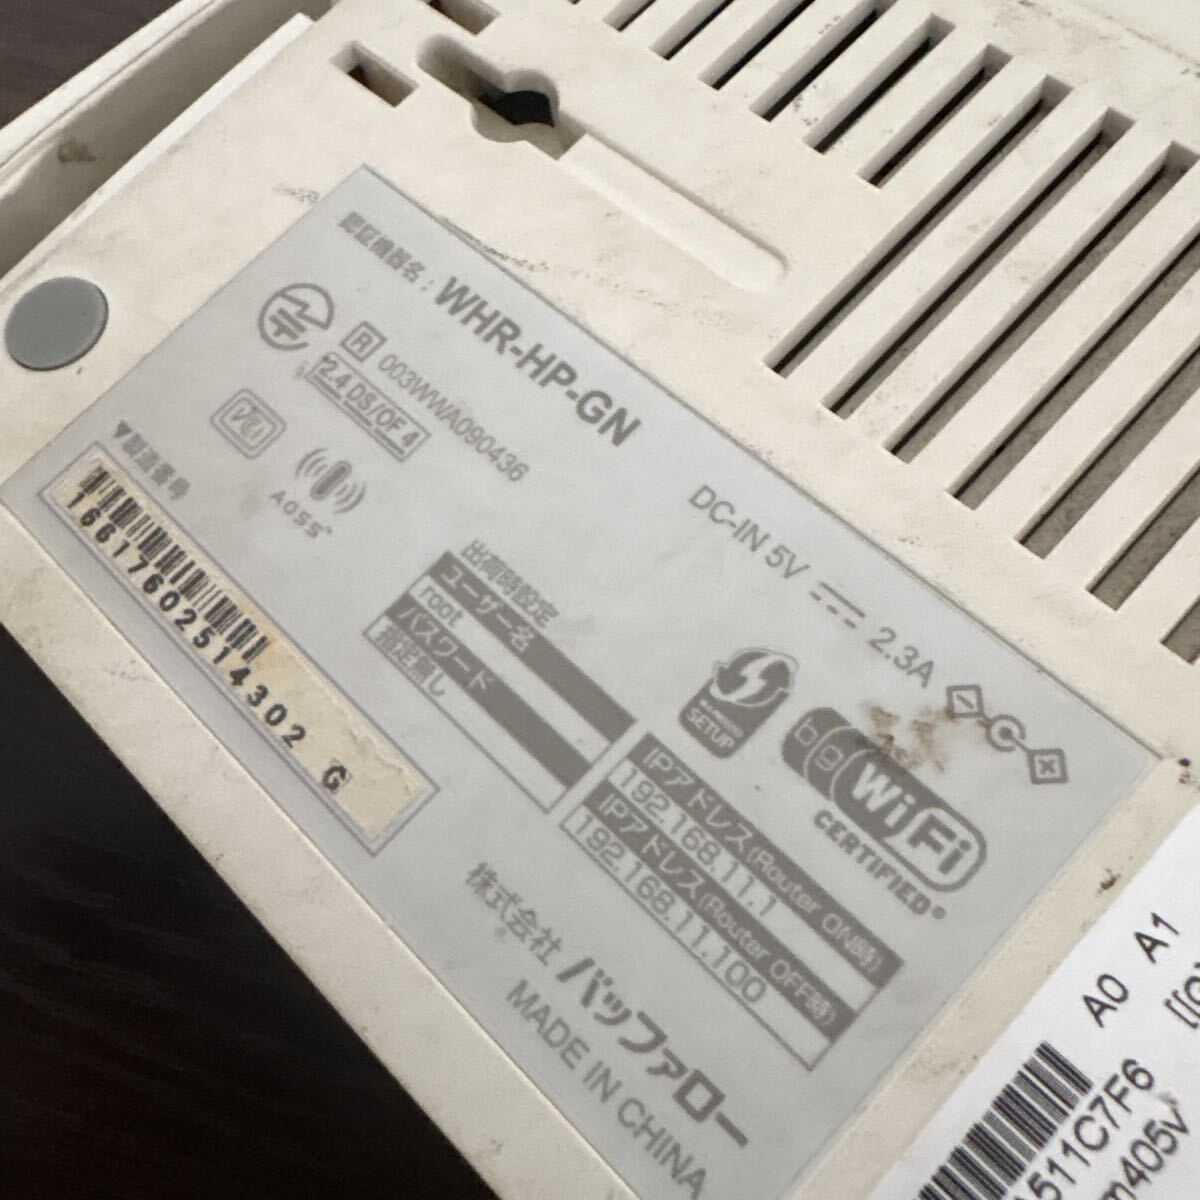 認証機器名：WHR-HP-GN
R 003WWA090436
2.4 DS/OF 4
VCCI
AOSS
▼製造番号
16617602514302 G
DC-IN 5V 2.3A
出荷時設定
ユーザー名
root
パスワード
指定無し
SETUP
b g
Wi Fi
CERTIFIED®
IPアドレス(Router ON時)
192.168.11.1
IPアドレス(Router OFF時)
192.168.11.100
株式会社 バッファロー
MADE IN CHINA
A0 A1
511C7F6
405v